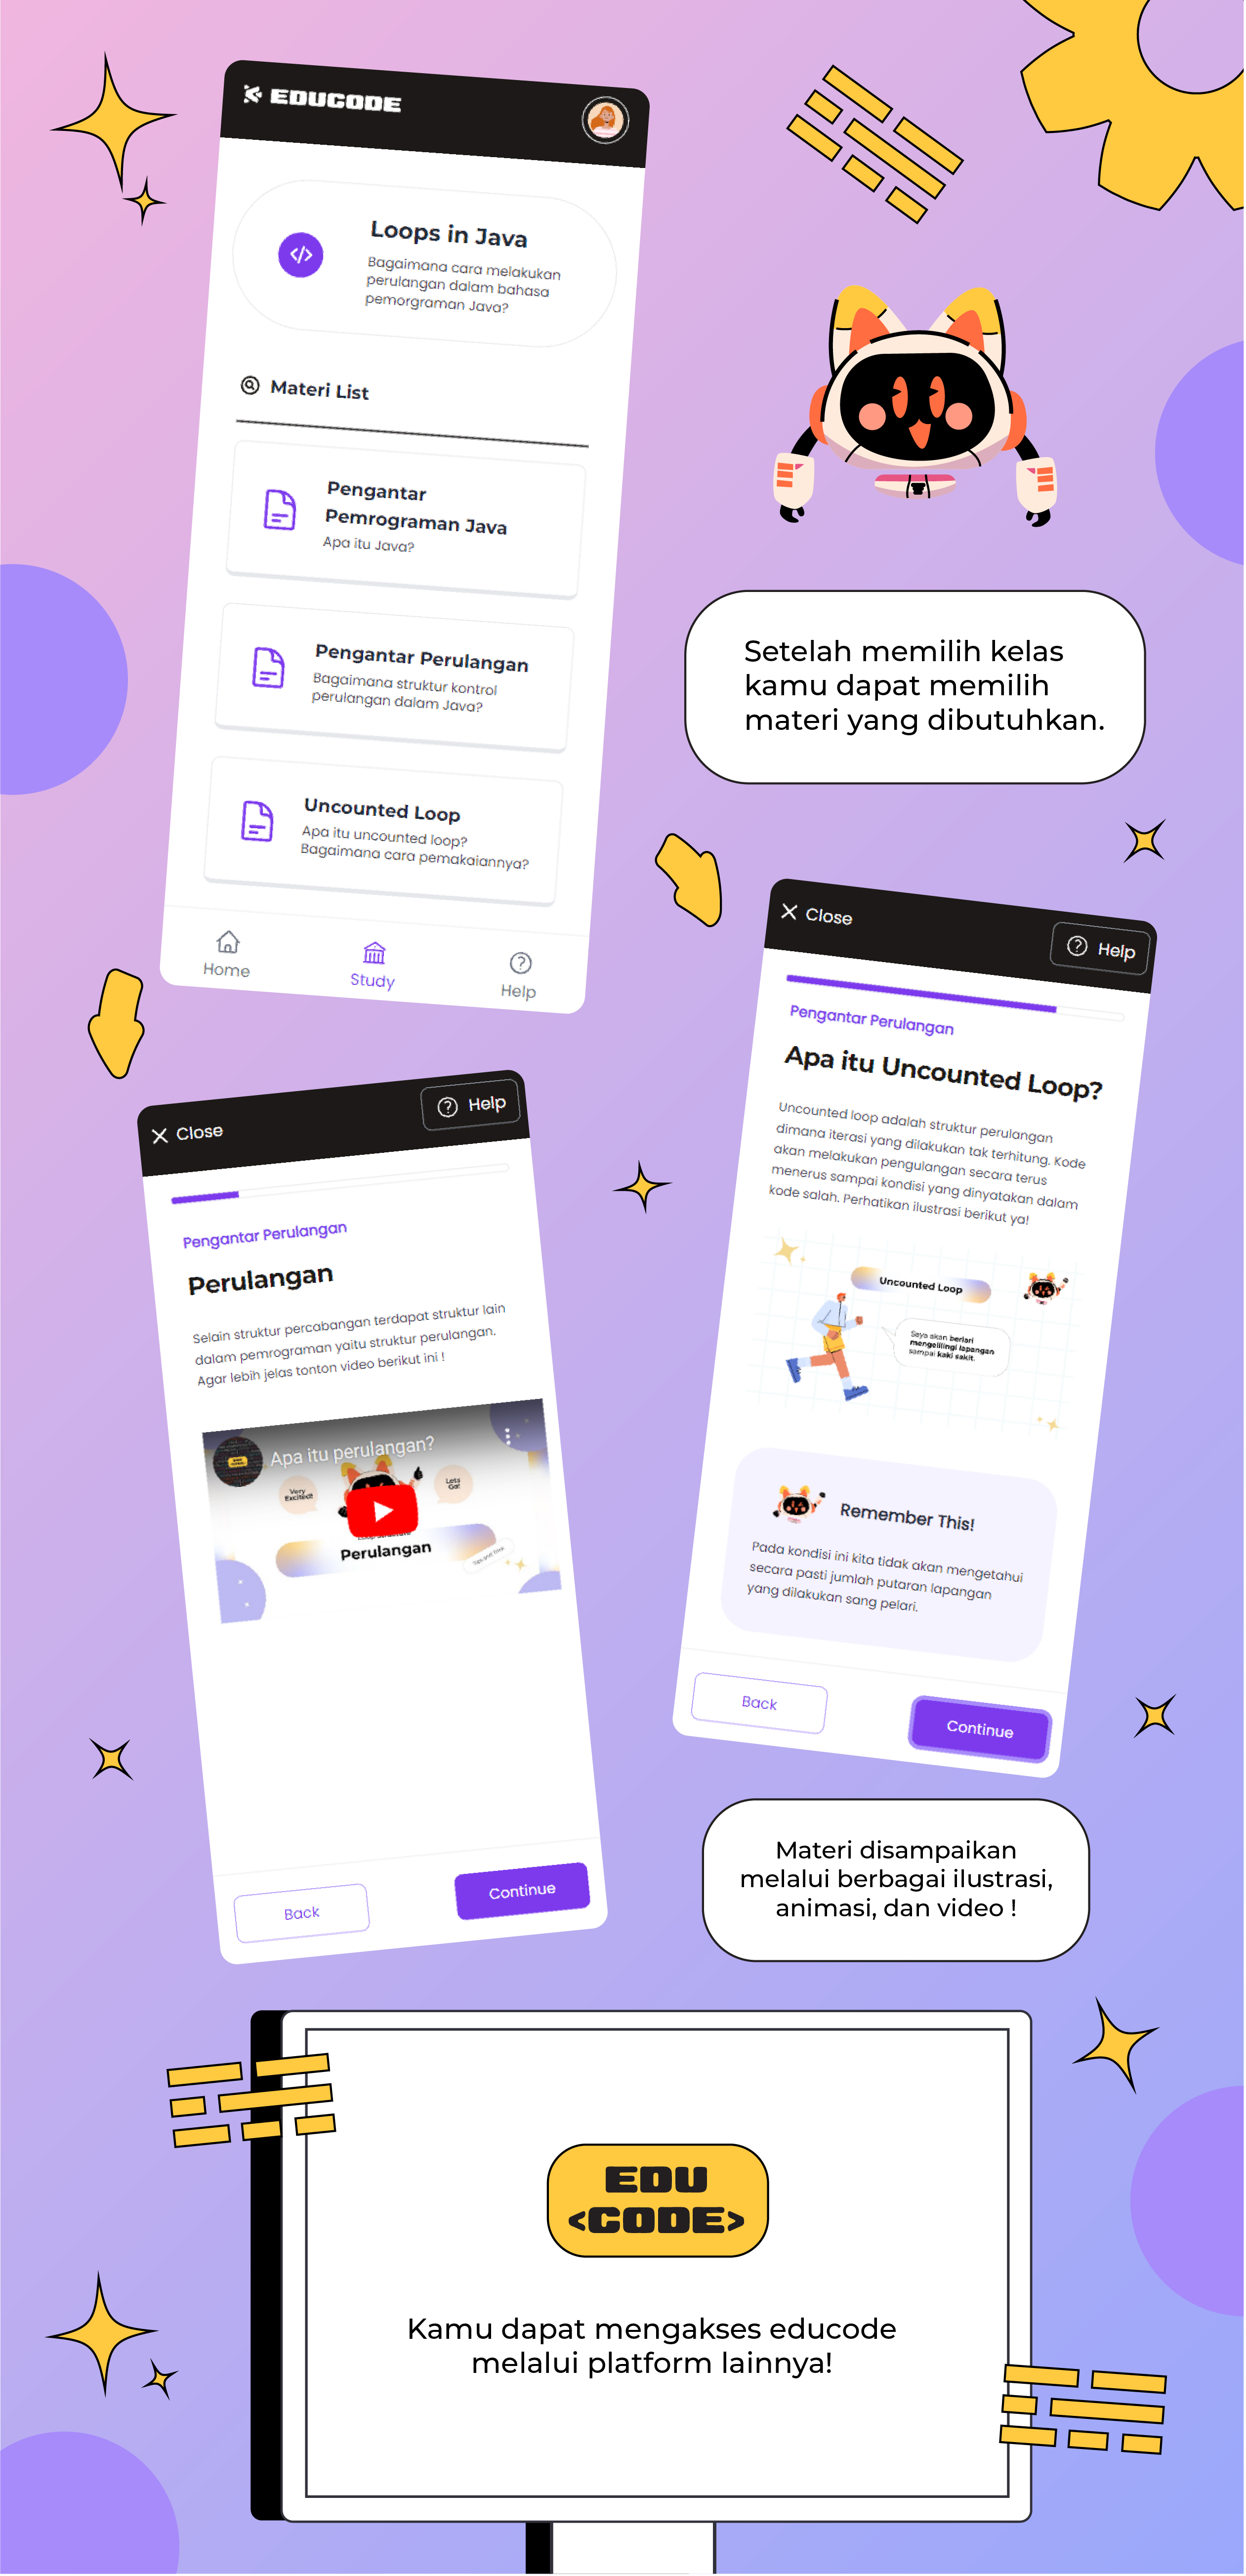 EDUCODE
Loops in Java
Bagaimana cara melakukan
perulangan dalam bahasa
pemorgraman Java?
Materi List
Pengantar
Pemrograman Java
Apa itu Java?
Pengantar Perulangan
Bagaimana struktur kontrol
perulangan dalam Java?
Uncounted Loop
Apa itu uncounted loop?
Bagaimana cara pemakaiannya?
Home
Study
Help
Setelah memilih kelas
kamu dapat memilih
materi yang dibutuhkan.
Close
Help
Pengantar Perulangan
Apa itu Uncounted Loop?
Uncounted loop adalah struktur perulangan
dimana iterasi yang dilakukan tak terhitung. Kode
akan melakukan pengulangan secara terus
menerus sampai kondisi yang dinyatakan dalam
kode salah. Perhatikan ilustrasi berikut ya!
Uncounted Loop
Saya akan berlari
mengelilingi lapangan
sampai kaki sakit.
Remember This!
Pada kondisi ini kita tidak akan mengetahui
secara pasti jumlah putaran lapangan
yang dilakukan sang pelari.
Back
Continue
Close
Help
Pengantar Perulangan
Perulangan
Selain struktur percabangan terdapat struktur lain
dalam pemrograman yaitu struktur perulangan.
Agar lebih jelas tonton video berikut ini !
Apa itu perulangan?
Very
Excited!!
Lets
Go!
Perulangan
Back
Continue
Materi disampaikan
melalui berbagai ilustrasi,
animasi, dan video !
EDU
<CODE>
Kamu dapat mengakses educode
melalui platform lainnya!